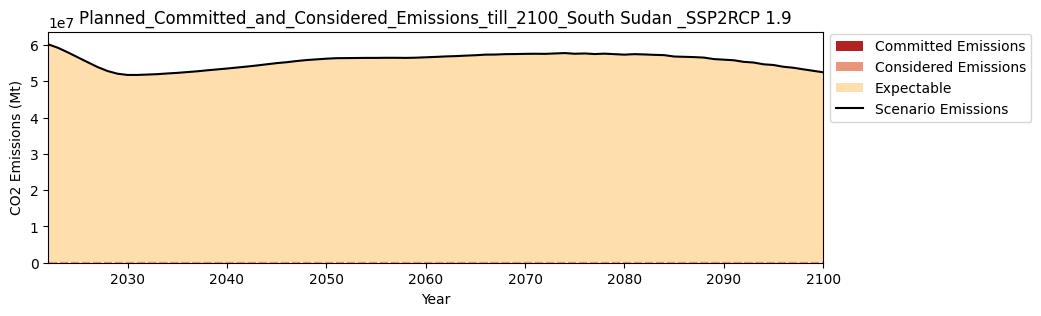 Planned_Committed_and_Considered_Emissions_till_2100_South Sudan _SSP2RCP 1.9
1e7
6
5
4
3
2
1
0
CO2 Emissions (Mt)
2030 2040 2050 2060 2070 2080 2090 2100
Year
Committed Emissions
Considered Emissions
Expectable
Scenario Emissions